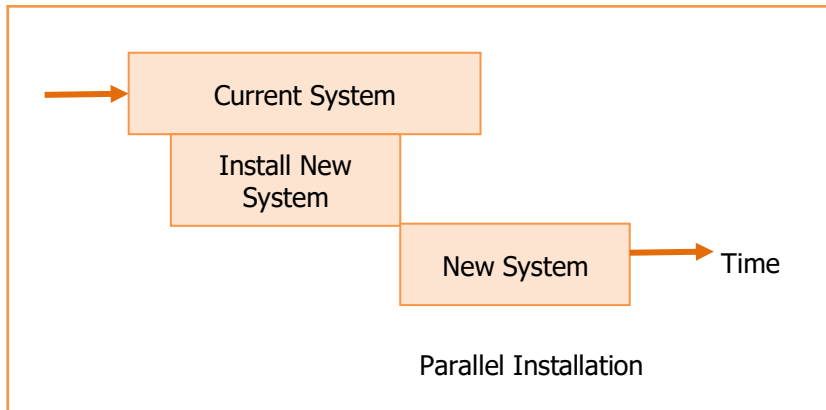 Current System
Install New
System
New System
Time
Parallel Installation